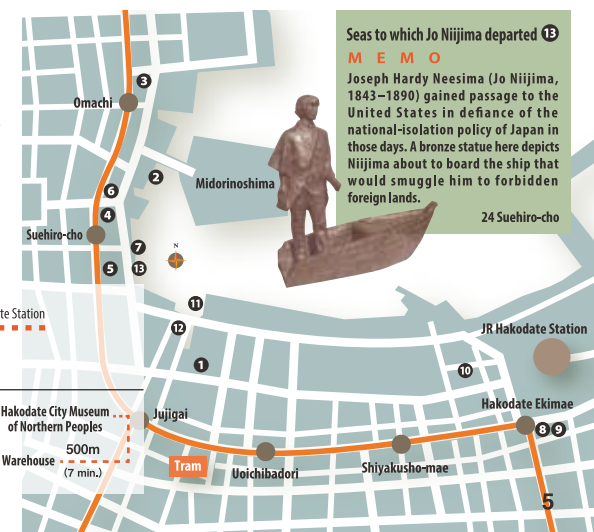 Seas to which Jo Niijima departed 13
M E M O
Joseph Hardy Neesima (Jo Niijima,
1843–1890) gained passage to the
United States in defiance of the
national-isolation policy of Japan in
those days. A bronze statue here depicts
Niijima about to board the ship that
would smuggle him to forbidden
foreign lands.
24 Suehiro-cho
3
Omachi
2
Midorinoshima
6
4
Suehiro-cho
7
N
5
13
11
te Station
12
JR Hakodate Station
1
10
Hakodate Ekimae
8 9
Hakodate City Museum
of Northern Peoples
Jujigai
500m
Warehouse
(7 min.)
Tram
Uoichibadori
Shiyakusho-mae
5